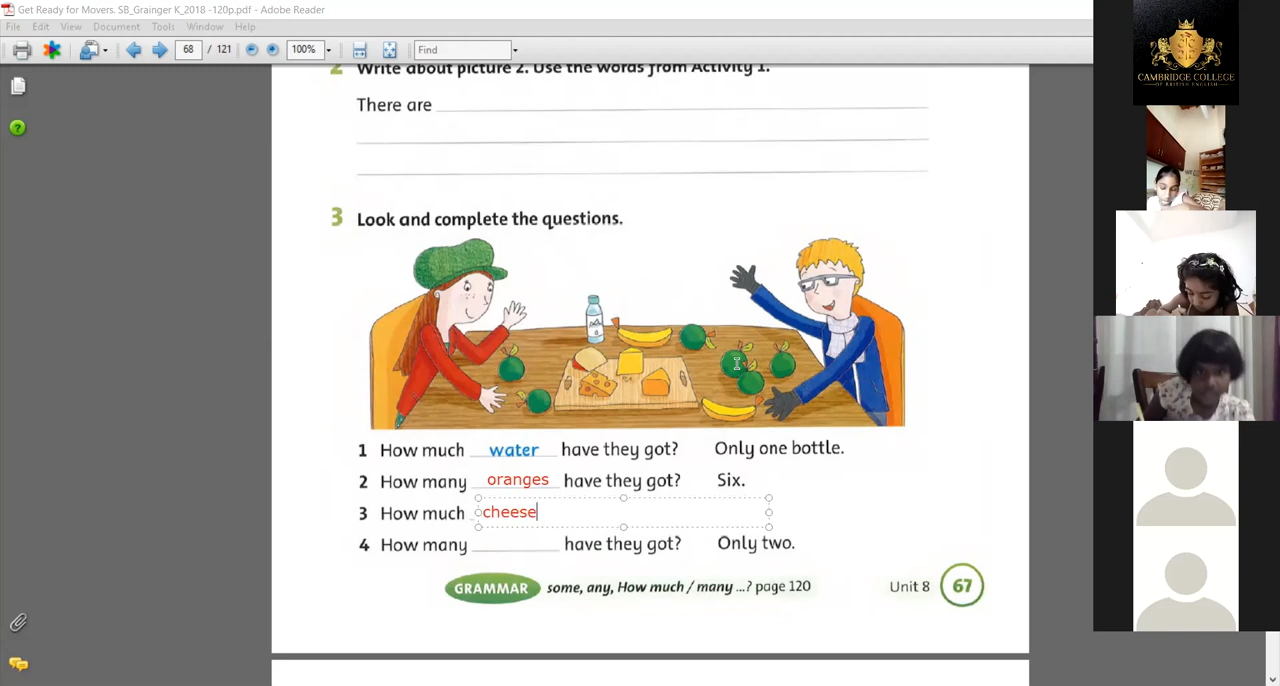 Get Ready for Movers. SB_Grainger K_2018 -120p.pdf - Adobe Reader
File Edit View Document Tools Window Help
68 / 121 100% Find
2 Write about picture 2. Use the words from Activity 1.
There are
3 Look and complete the questions.
1 How much water have they got? Only one bottle.
2 How many oranges have they got? Six.
3 How much cheese
4 How many have they got? Only two.
GRAMMAR some, any, How much / many ...? page 120 Unit 8 67
CAMBRIDGE COLLEGE
OF BRITISH ENGLISH